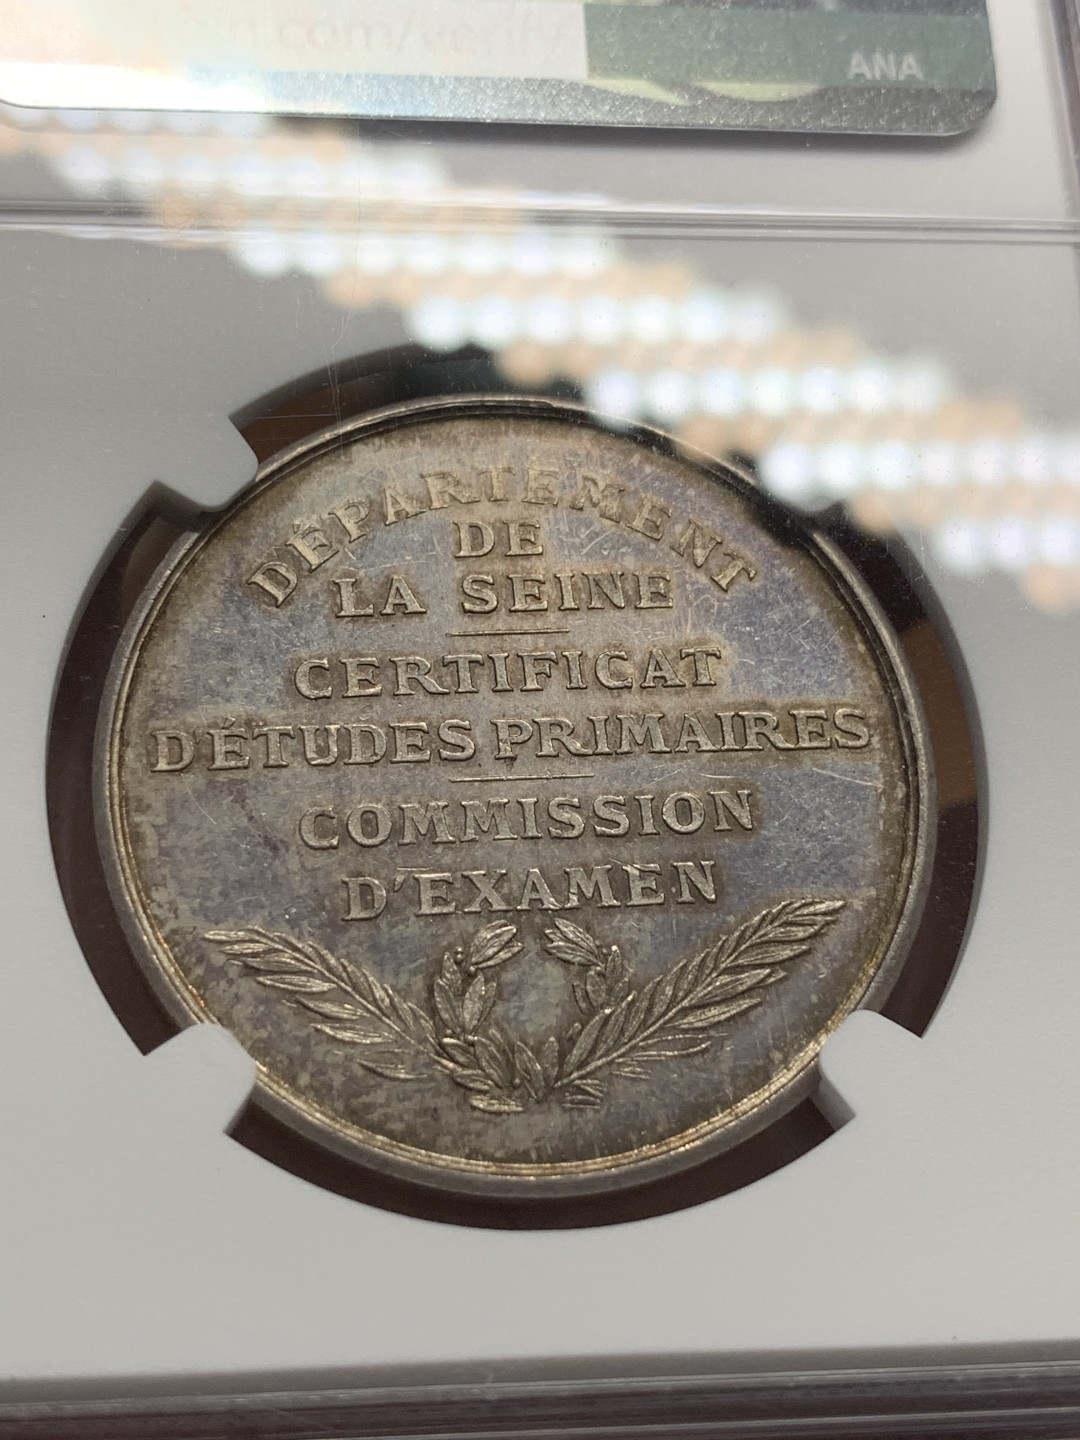 ANA
DÉPARTEMENT
DE
LA SEINE
CERTIFICAT
D'ÉTUDES PRIMAIRES
COMMISSION
D'EXAMEN